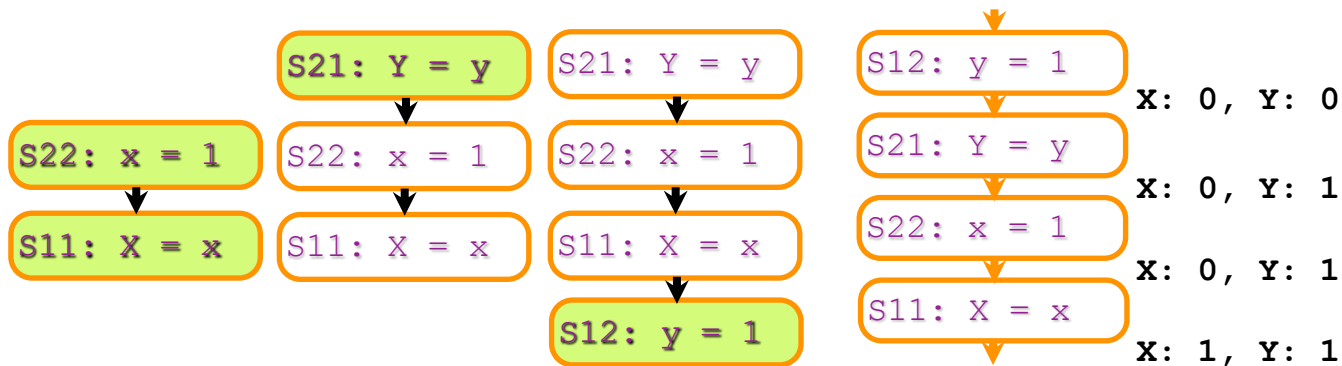 S22: x = 1
S11: X = x
S21: Y = y
S22: x = 1
S11: X = x
S21: Y = y
S22: x = 1
S11: X = x
S12: y = 1
S12: y = 1
X: 0, Y: 0
S21: Y = y
X: 0, Y: 1
S22: x = 1
X: 0, Y: 1
S11: X = x
X: 1, Y: 1